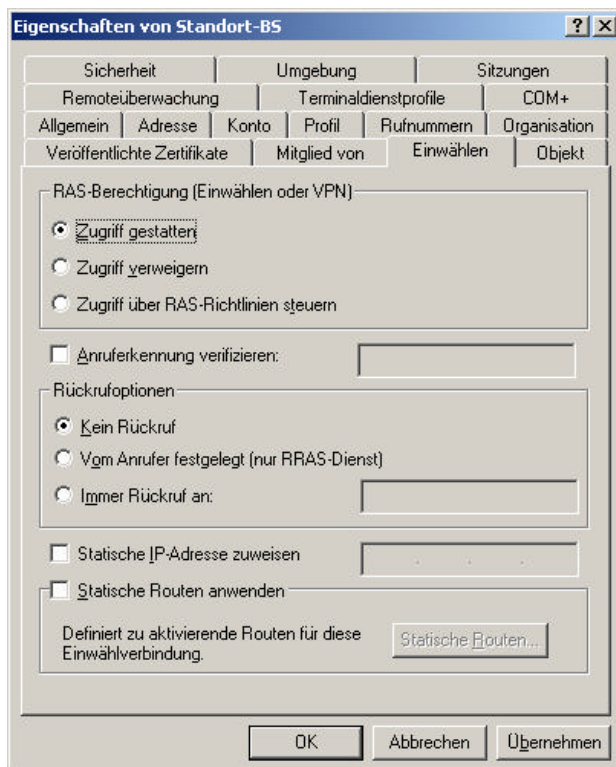 Eigenschaften von Standort-BS
Sicherheit Umgebung Sitzungen
Remoteüberwachung Terminaldienstprofile COM+
Allgemein Adresse Konto Profil Rufnummern Organisation
Veröffentlichte Zertifikate Mitglied von Einwählen Objekt
RAS-Berechtigung (Einwählen oder VPN)
Zugriff gestatten
Zugriff verweigern
Zugriff über RAS-Richtlinien steuern
Anruferkennung verifizieren:
Rückrufoptionen
Kein Rückruf
Vom Anrufer festgelegt (nur RRAS-Dienst)
Immer Rückruf an:
Statische IP-Adresse zuweisen
Statische Routen anwenden
Definiert zu aktivierende Routen für diese
Einwählverbindung.
Statische Routen...
OK Abbrechen Übernehmen